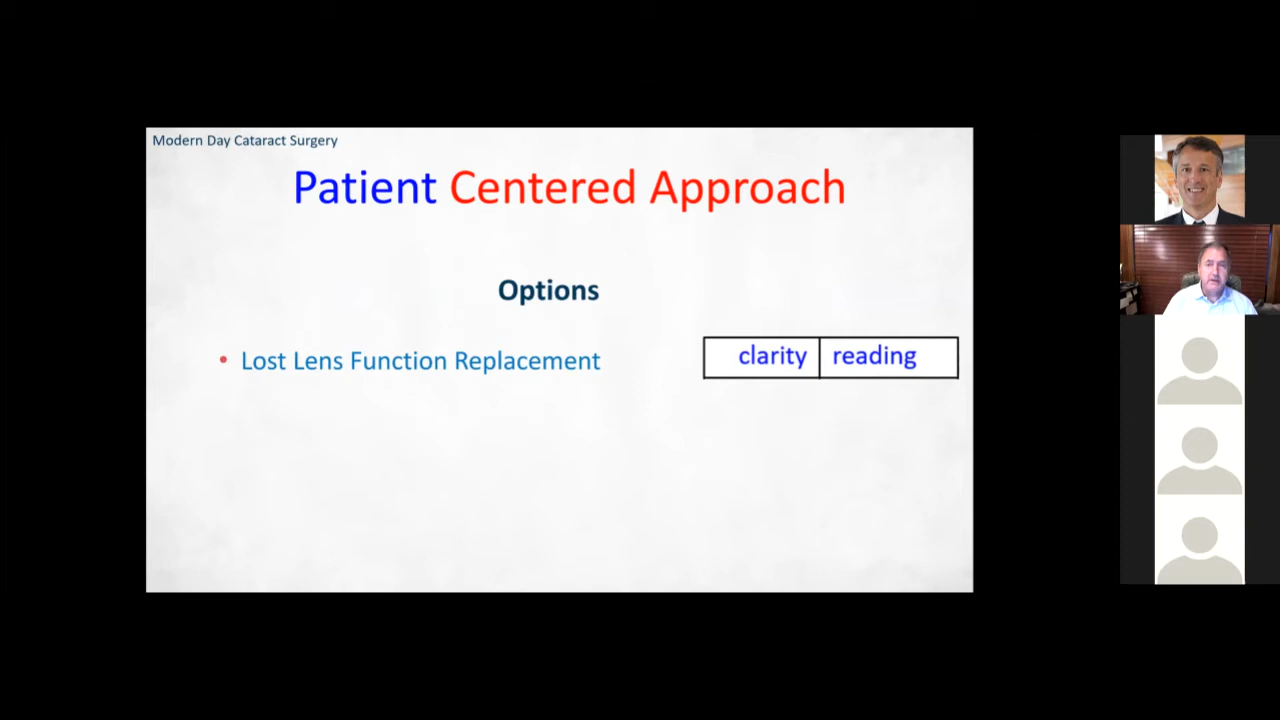 Modern Day Cataract Surgery
Patient Centered Approach
Options
• Lost Lens Function Replacement
clarity reading